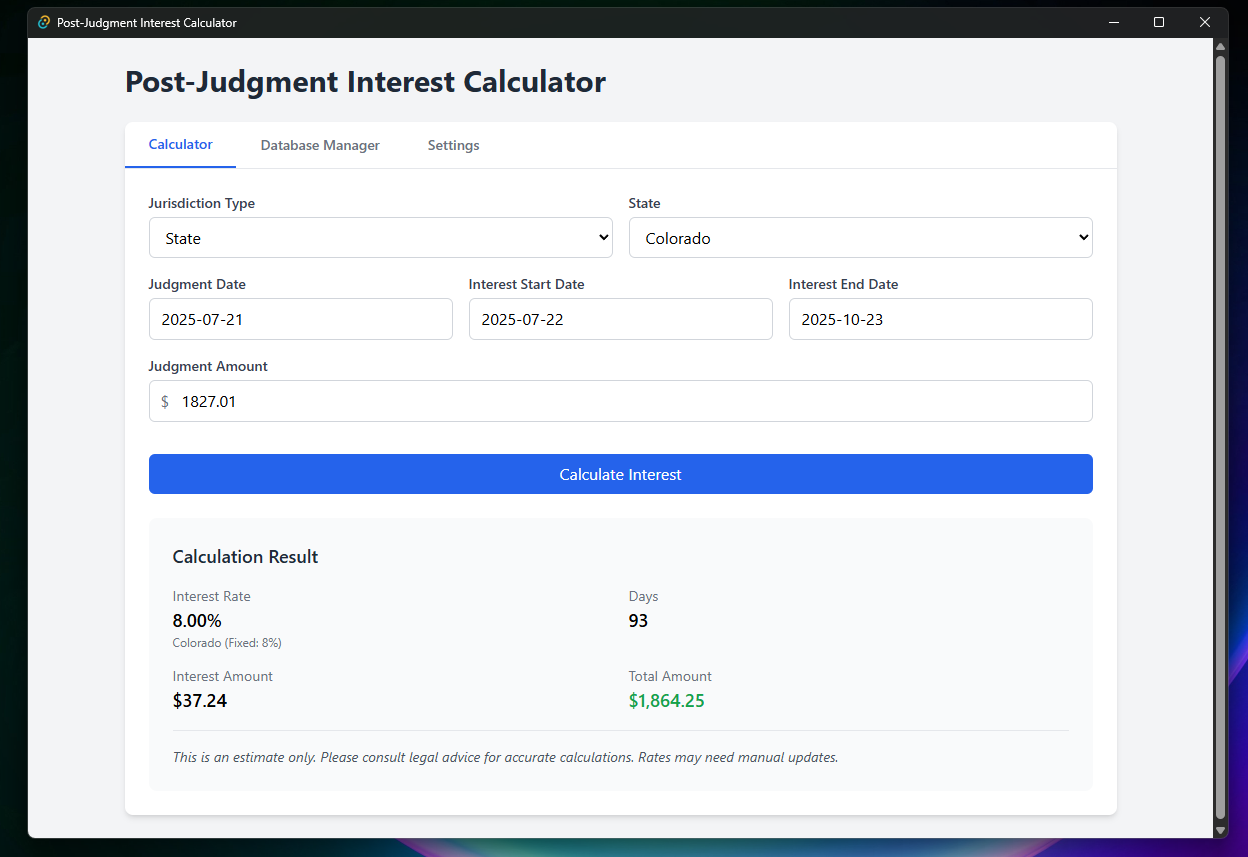 Post-Judgment Interest Calculator
Post-Judgment Interest Calculator
Calculator Database Manager Settings
Jurisdiction Type State
State Colorado
Judgment Date Interest Start Date Interest End Date
2025-07-21 2025-07-22 2025-10-23
Judgment Amount
$ 1827.01
Calculate Interest
Calculation Result
Interest Rate Days
8.00% 93
Colorado (Fixed: 8%)
Interest Amount Total Amount
$37.24 $1,864.25
This is an estimate only. Please consult legal advice for accurate calculations. Rates may need manual updates.